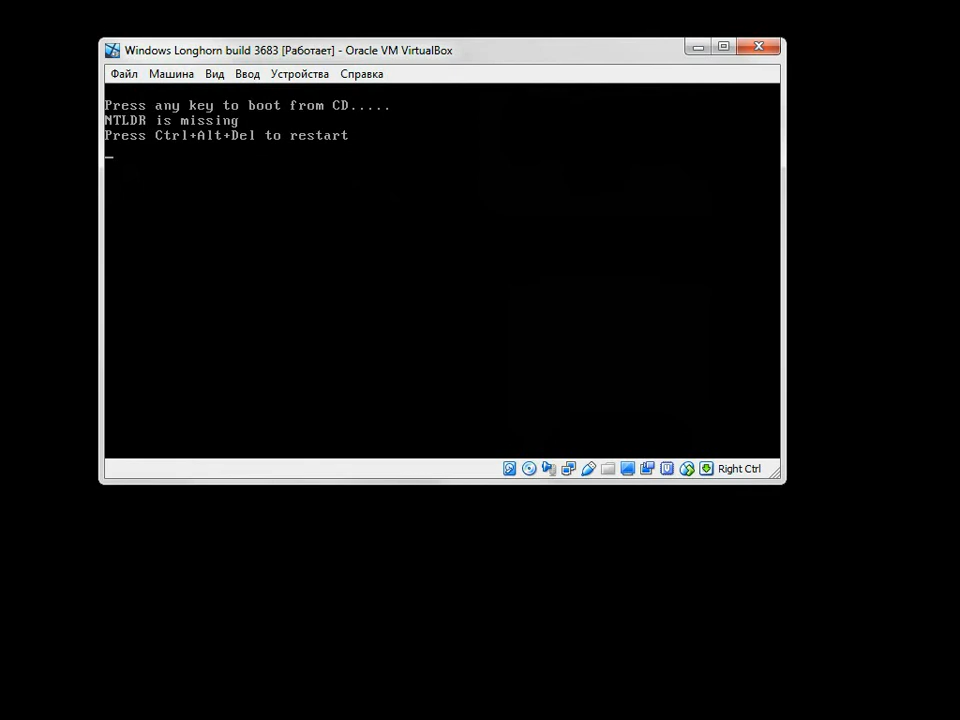 Windows Longhorn build 3683 [Работает] - Oracle VM VirtualBox
Файл Машина Вид Ввод Устройства Справка
Press any key to boot from CD.....
NTLDR is missing
Press Ctrl+Alt+Del to restart
_
Right Ctrl